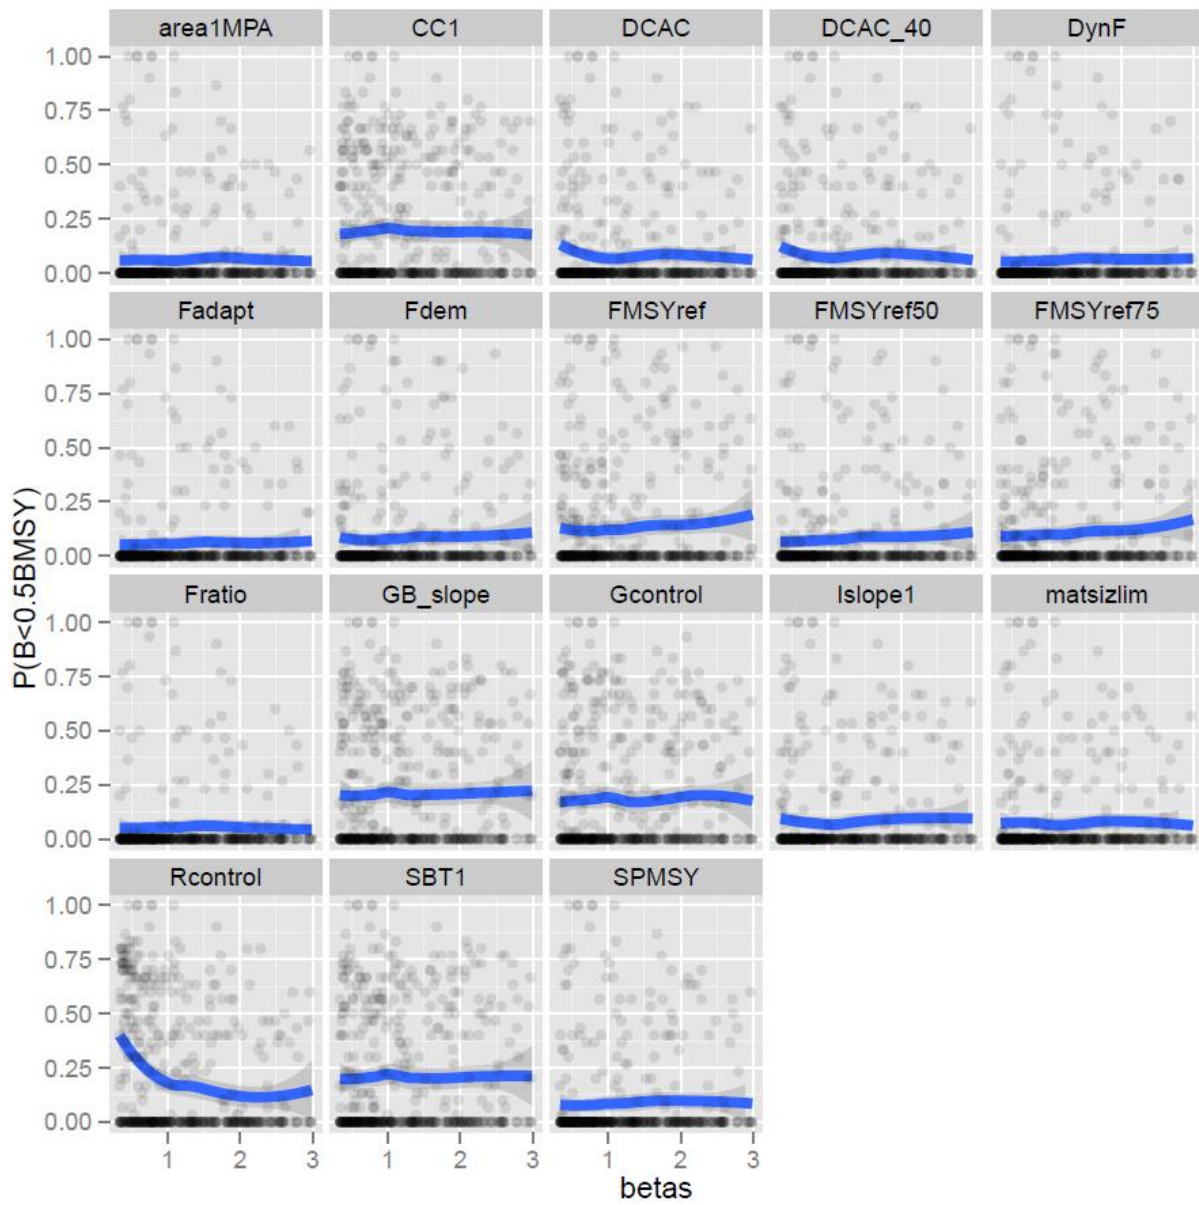 area1MPA CC1 DCAC DCAC_40 DynF
1.00
0.75
0.50
0.25
0.00
Fadapt Fdem FMSYref FMSYref50 FMSYref75
1.00
0.75
0.50
0.25
0.00
P(B<0.5BMSY)
Fratio GB_slope Gcontrol Islope1 matsizlim
1.00
0.75
0.50
0.25
0.00
Rcontrol SBT1 SPMSY
1.00
0.75
0.50
0.25
0.00
1 2 3 1 2 3 1 2 3
betas